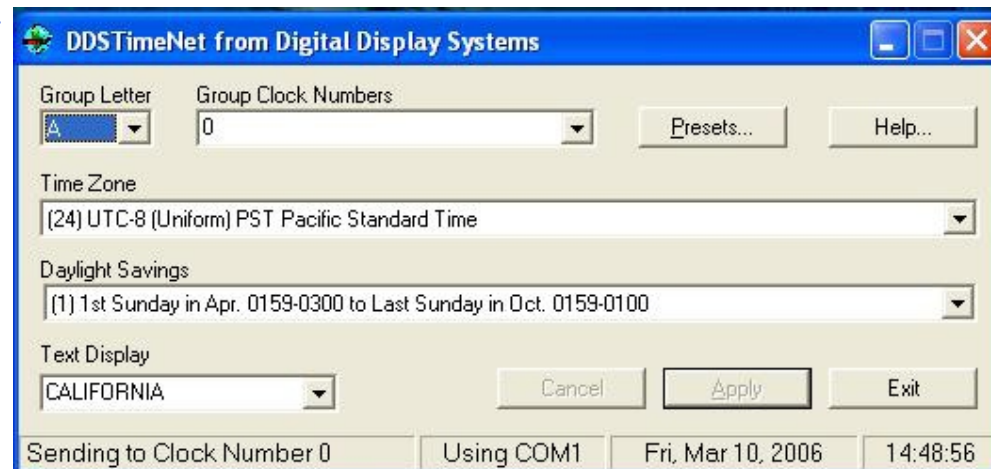 DDSTimeNet from Digital Display Systems
Group Letter Group Clock Numbers
A 0 Presets... Help...
Time Zone
(24) UTC-8 (Uniform) PST Pacific Standard Time
Daylight Savings
(1) 1st Sunday in Apr. 0159-0300 to Last Sunday in Oct. 0159-0100
Text Display
CALIFORNIA Cancel Apply Exit
Sending to Clock Number 0 Using COM1 Fri, Mar 10, 2006 14:48:56